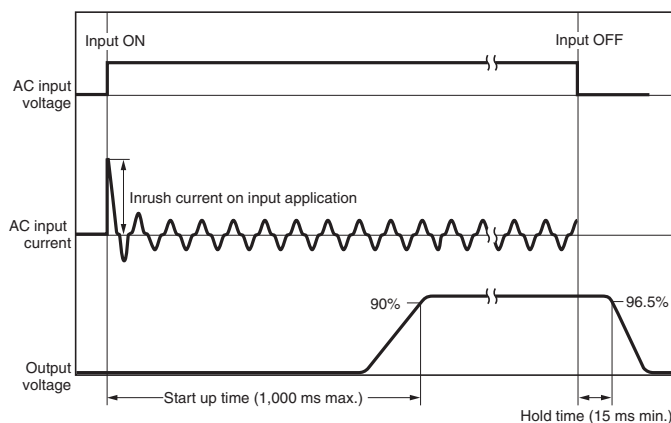 Input ON
Input OFF
AC input
voltage
Inrush current on input application
AC input
current
90%
96.5%
Output
voltage
Start up time (1,000 ms max.)
Hold time (15 ms min.)